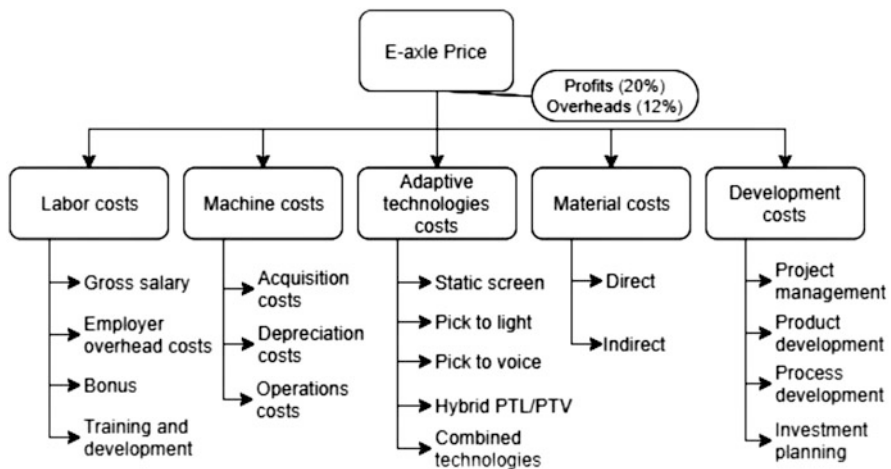 E-axle Price
Profits (20%)
Overheads (12%)
Labor costs
Machine costs
Adaptive
technologies
costs
Material costs
Development
costs
Gross salary
Employer
overhead costs
Bonus
Training and
development
Acquisition
costs
Depreciation
costs
Operations
costs
Static screen
Pick to light
Pick to voice
Hybrid PTL/PTV
Combined
technologies
Direct
Indirect
Project
management
Product
development
Process
development
Investment
planning